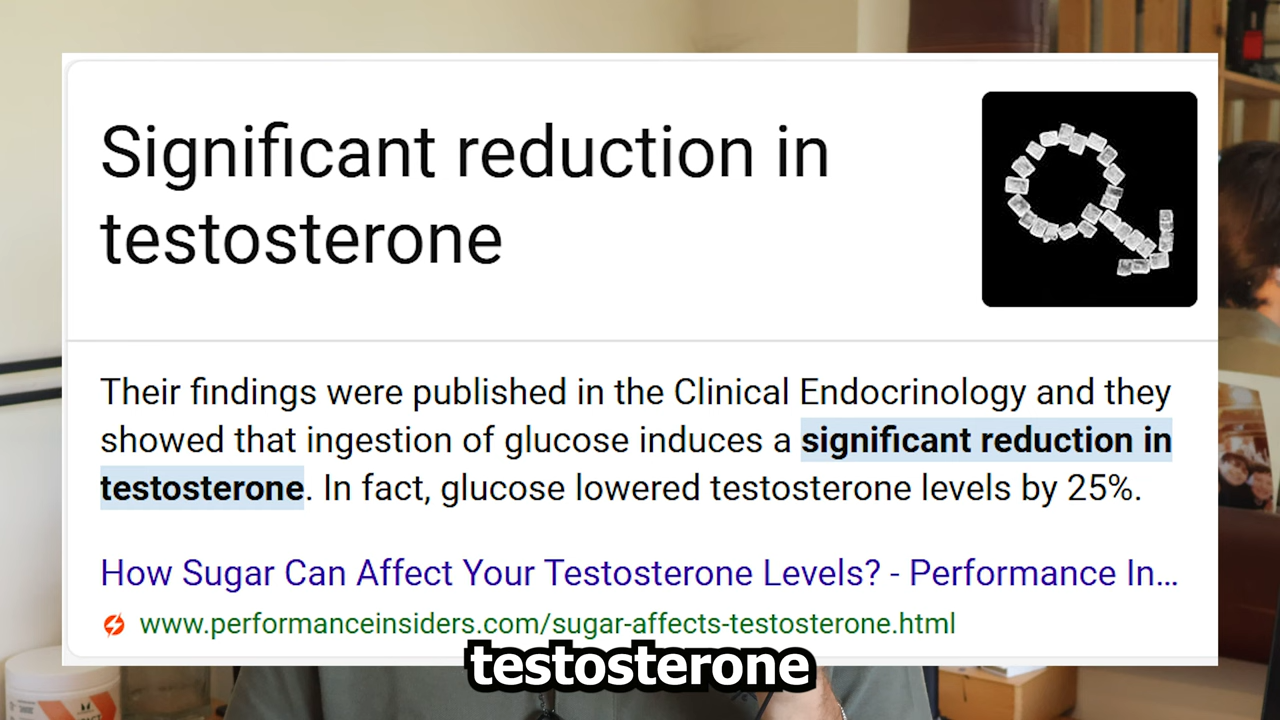 Significant reduction in
testosterone
Their findings were published in the Clinical Endocrinology and they
showed that ingestion of glucose induces a significant reduction in
testosterone. In fact, glucose lowered testosterone levels by 25%.
How Sugar Can Affect Your Testosterone Levels? - Performance In...
www.performanceinsiders.com/sugar-affects-testosterone.html
testosterone